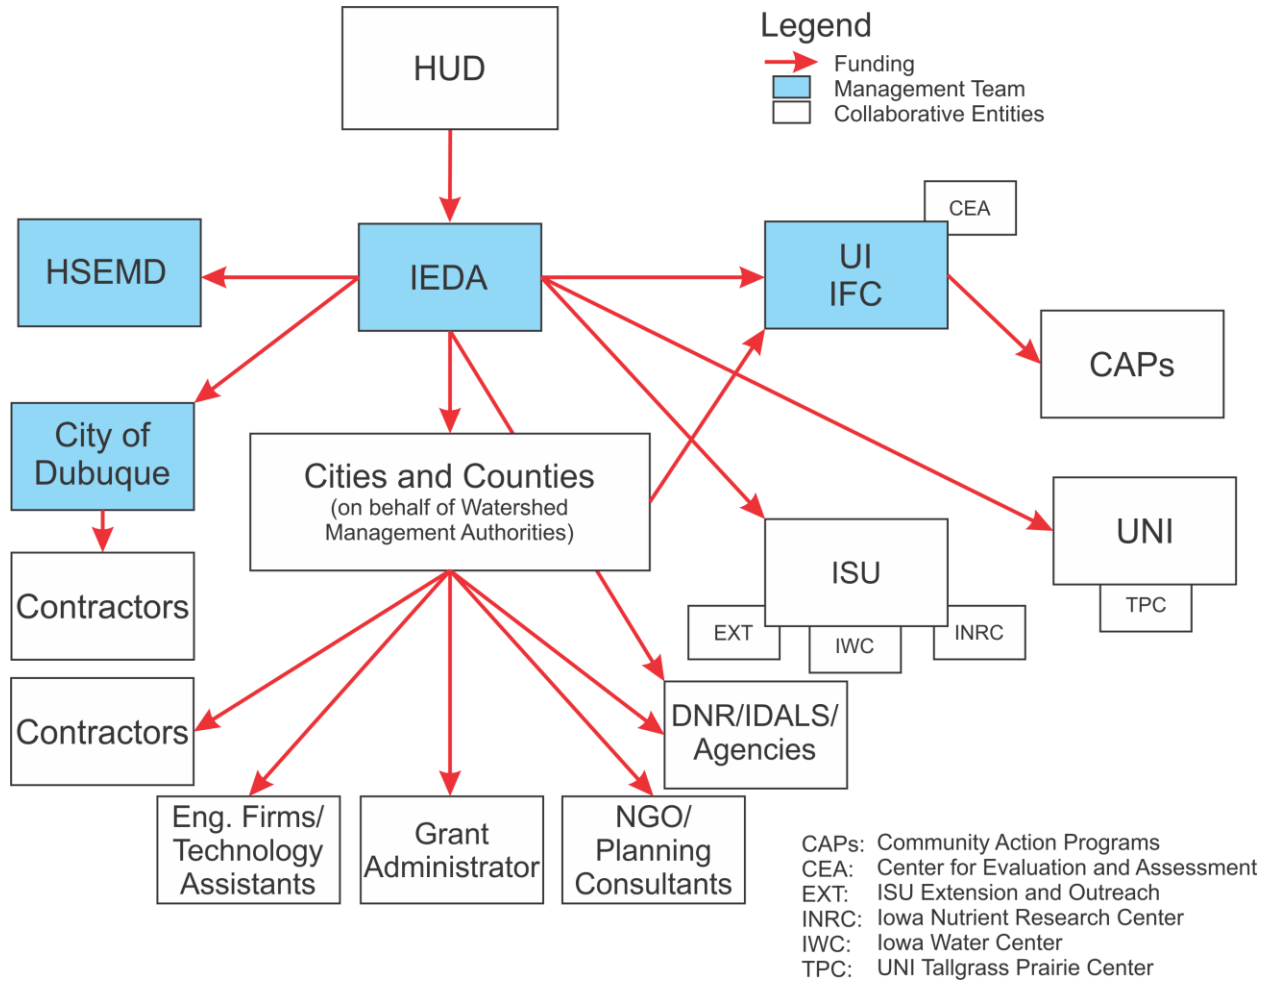 HUD
Legend
Funding
Management Team
Collaborative Entities
CEA
HSEMD
IEDA
UI
IFC
CAPs
City of
Dubuque
Cities and Counties
(on behalf of Watershed
Management Authorities)
UNI
ISU
TPC
EXT
IWC
INRC
Contractors
Contractors
DNR/IDALS/
Agencies
Eng. Firms/
Technology
Assistants
Grant
Administrator
NGO/
Planning
Consultants
CAPs: Community Action Programs
CEA: Center for Evaluation and Assessment
EXT: ISU Extension and Outreach
INRC: Iowa Nutrient Research Center
IWC: Iowa Water Center
TPC: UNI Tallgrass Prairie Center